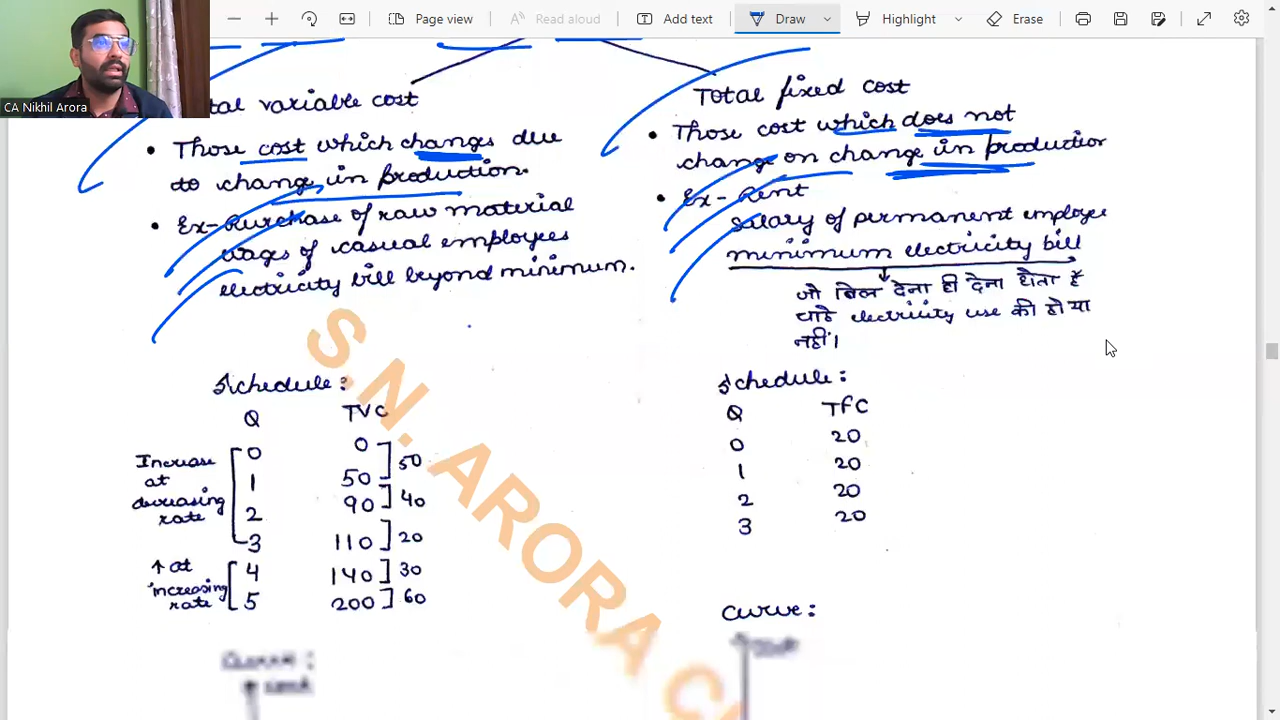 Page view
Read aloud
Add text
Draw
Highlight
Erase
CA Nikhil Arora
tal variable cost
• Those cost which changes due
to change in production.
• Ex- Purchase of raw material
wages of casual employees
electricity bill beyond minimum.
Schedule:
Q TVC
0 0
1 50
2 90
3 110
4 140
5 200
50
40
20
30
60
Increase
at
decreasing
rate
↑ at
increasing
rate
Curve:
cost
Total fixed cost
• Those cost which does not
change on change in production
• Ex- Rent
salary of permanent employee
minimum electricity bill
जो बिल देना ही देना होता है
चाहे electricity use की हो या
नहीं।
Schedule:
Q TFC
0 20
1 20
2 20
3 20
Curve:
cost
S.N. ARORA